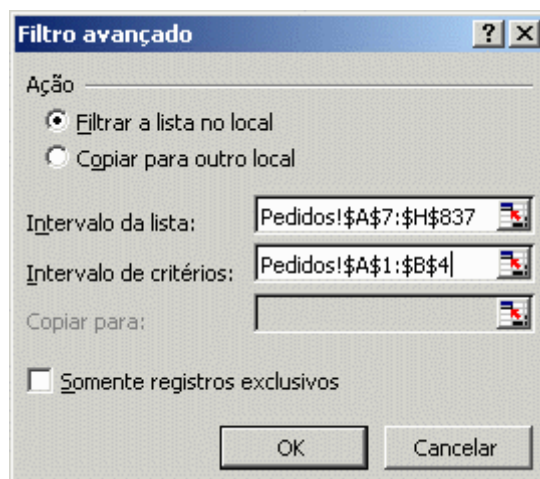 Filtro avançado
Ação
Filtrar a lista no local
Copiar para outro local
Intervalo da lista: Pedidos!$A$7:$H$837
Intervalo de critérios: Pedidos!$A$1:$B$4
Copiar para:
Somente registros exclusivos
OK Cancelar